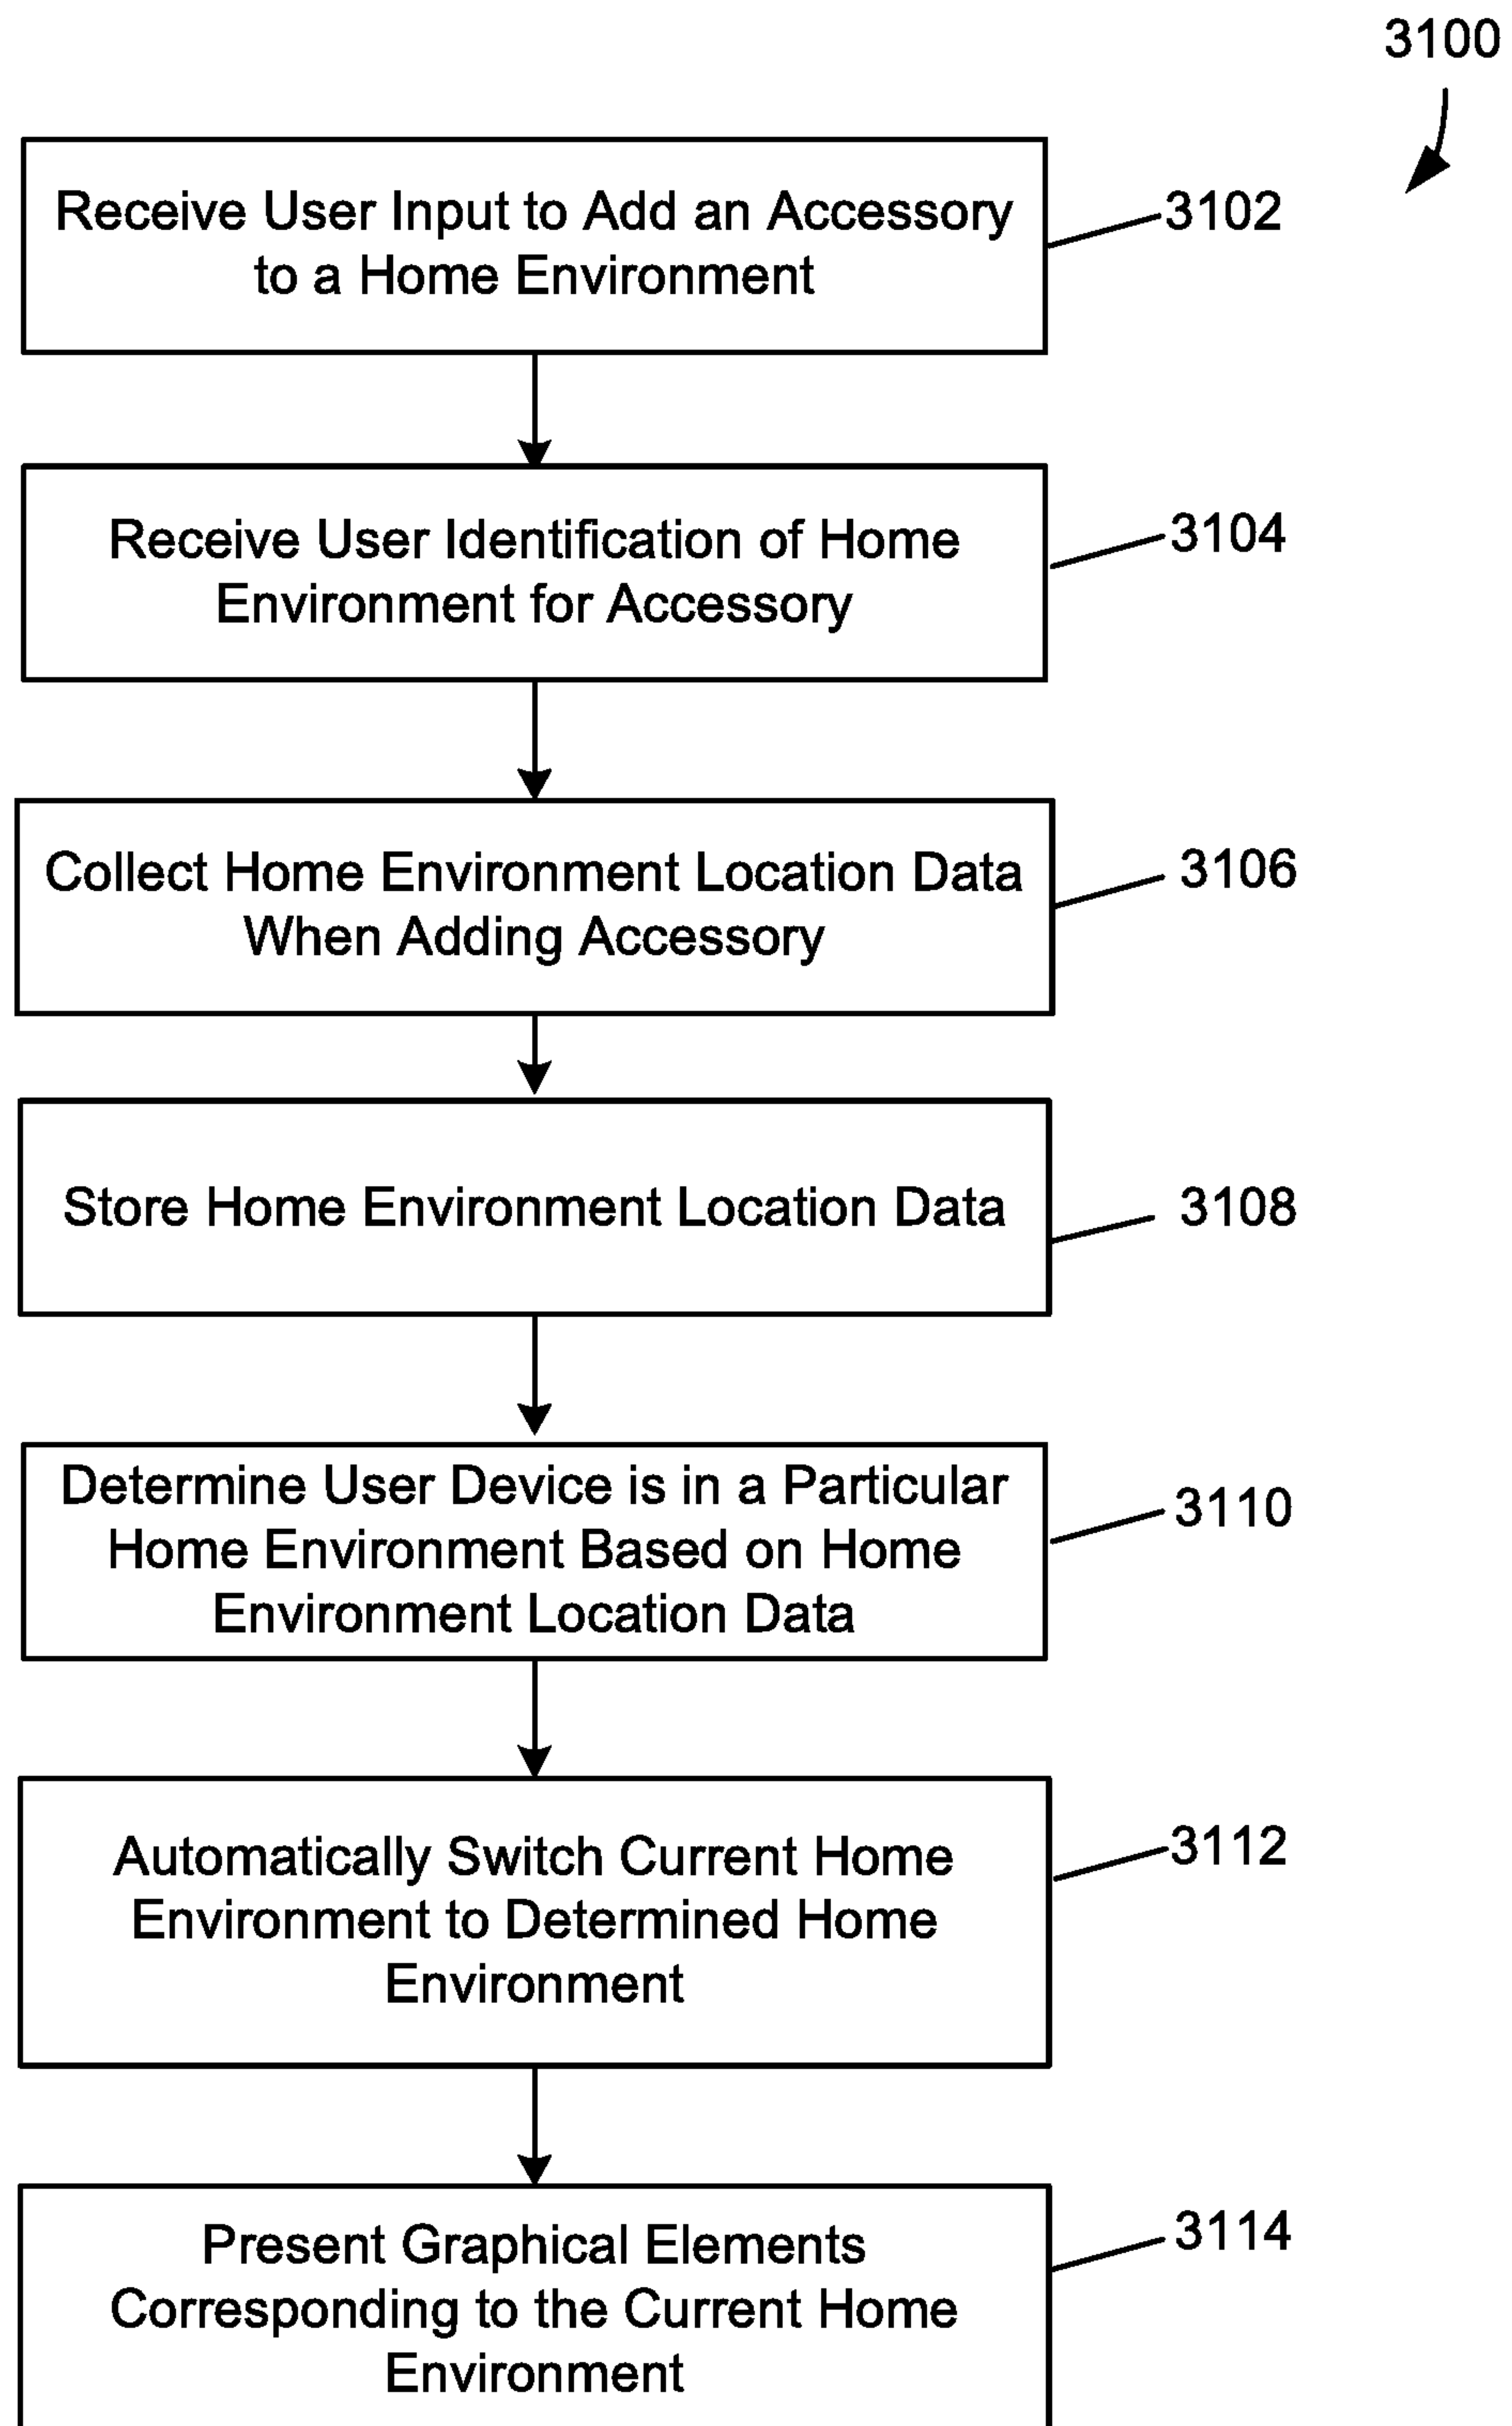 3100
Receive User Input to Add an Accessory
to a Home Environment
3102
Receive User Identification of Home
Environment for Accessory
3104
Collect Home Environment Location Data
When Adding Accessory
3106
Store Home Environment Location Data
3108
Determine User Device is in a Particular
Home Environment Based on Home
Environment Location Data
3110
Automatically Switch Current Home
Environment to Determined Home
Environment
3112
Present Graphical Elements
Corresponding to the Current Home
Environment
3114